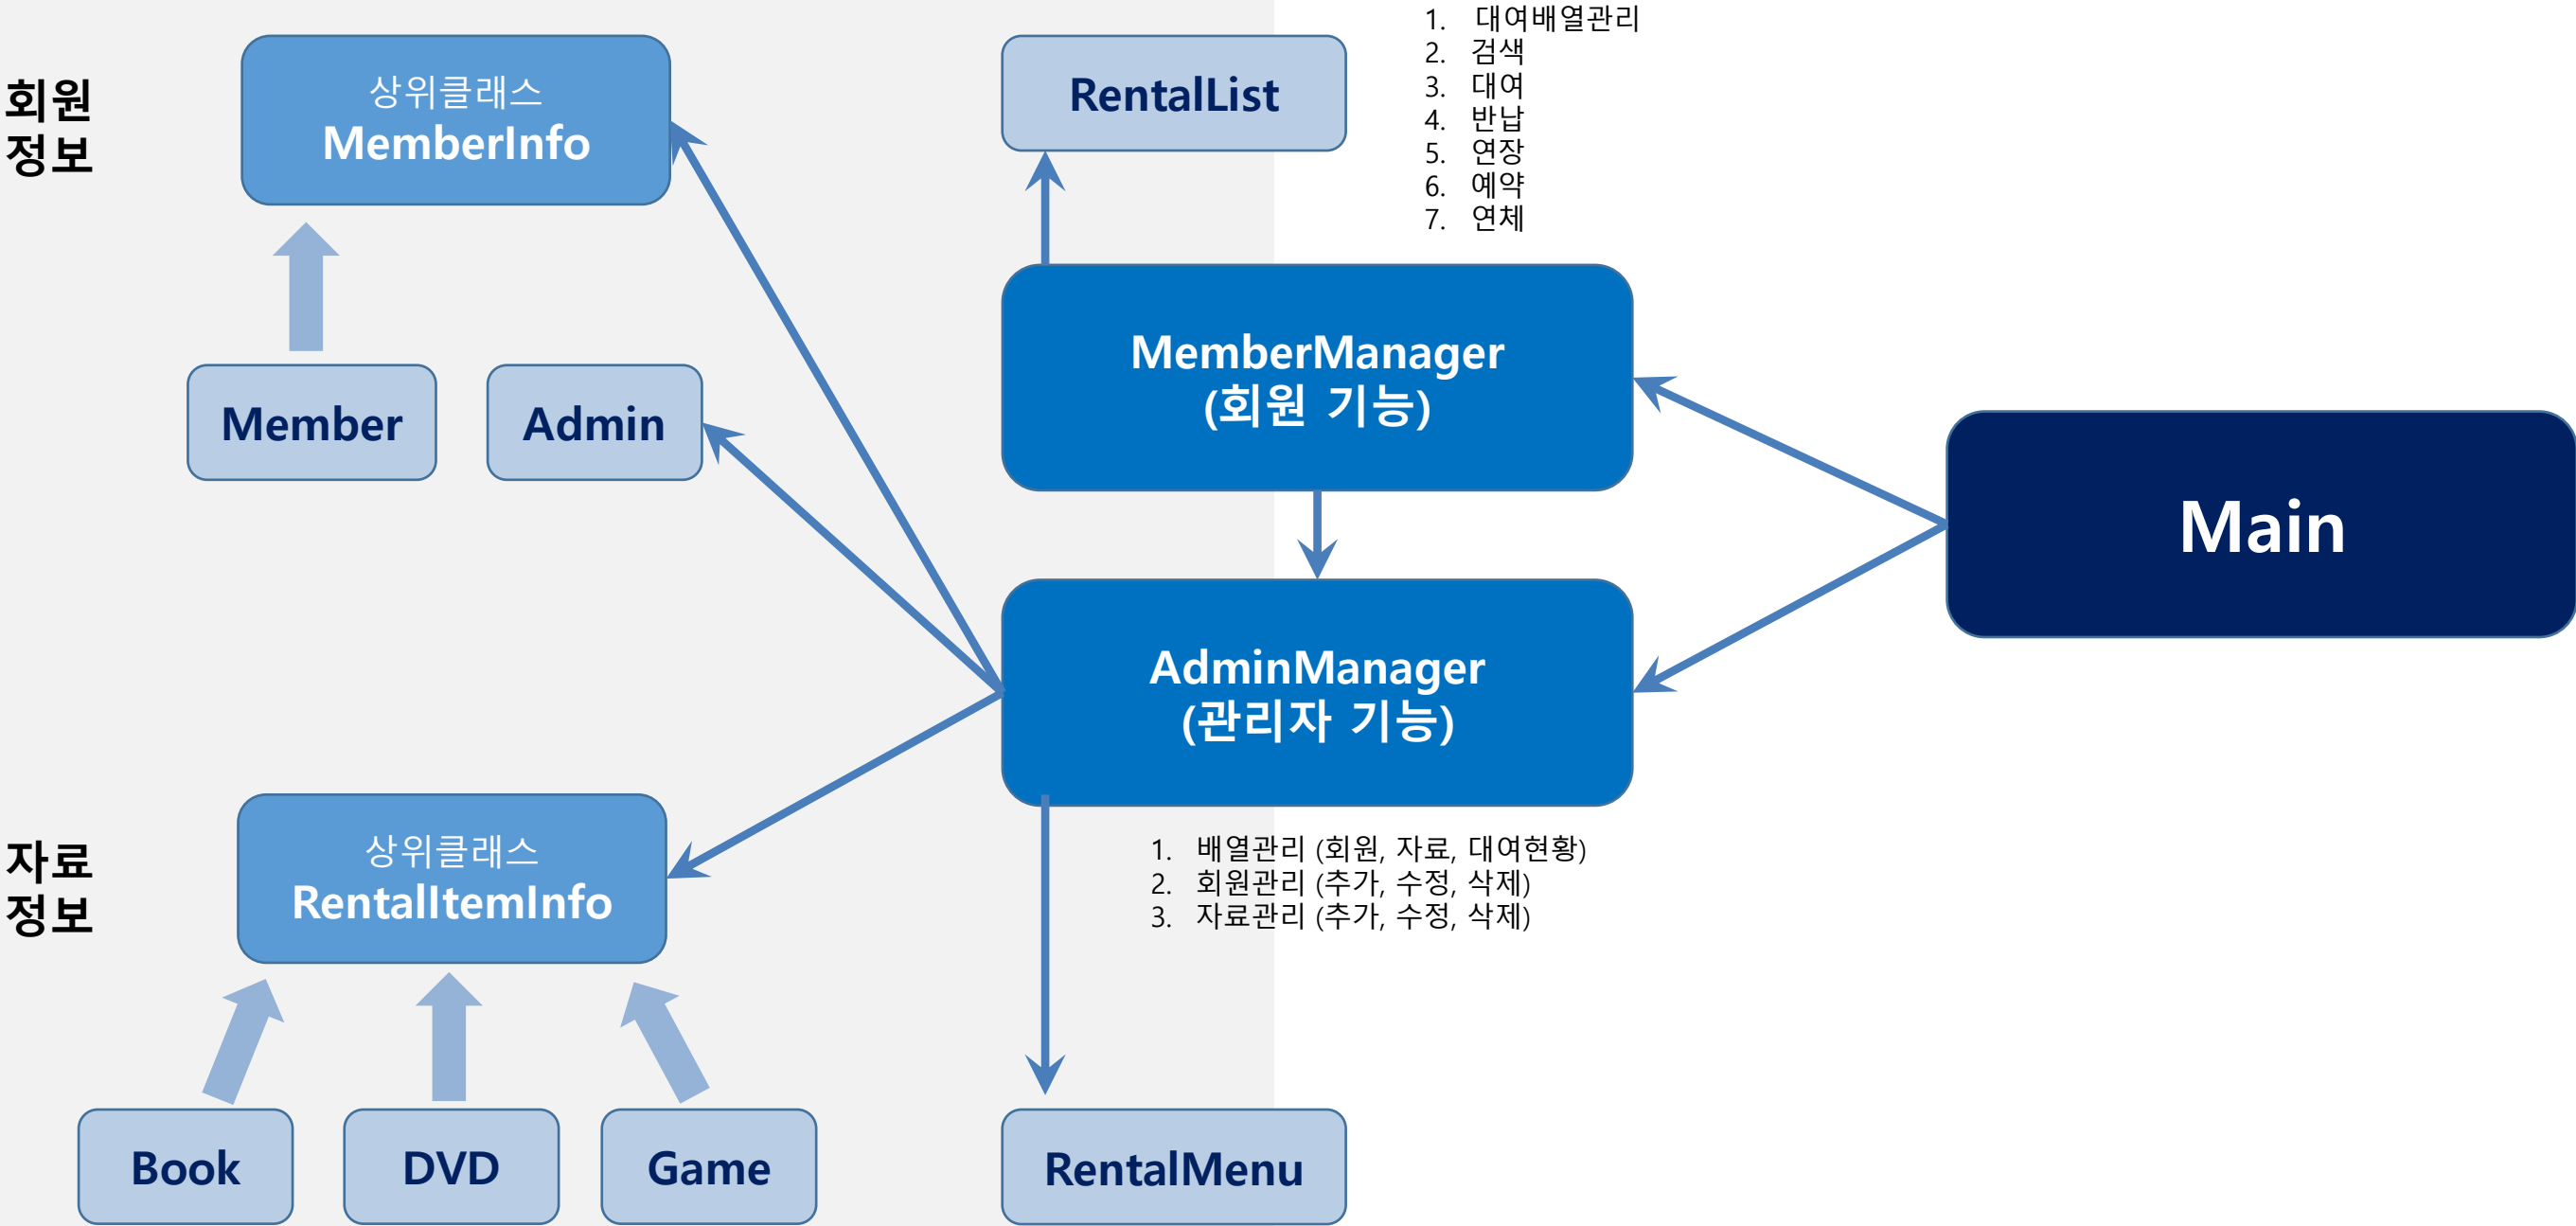 회원
정보
상위클래스
MemberInfo
Member
Admin
RentalList
1. 대여배열관리
2. 검색
3. 대여
4. 반납
5. 연장
6. 예약
7. 연체
MemberManager
(회원 기능)
Main
AdminManager
(관리자 기능)
1. 배열관리 (회원, 자료, 대여현황)
2. 회원관리 (추가, 수정, 삭제)
3. 자료관리 (추가, 수정, 삭제)
자료
정보
상위클래스
RentalItemInfo
Book
DVD
Game
RentalMenu